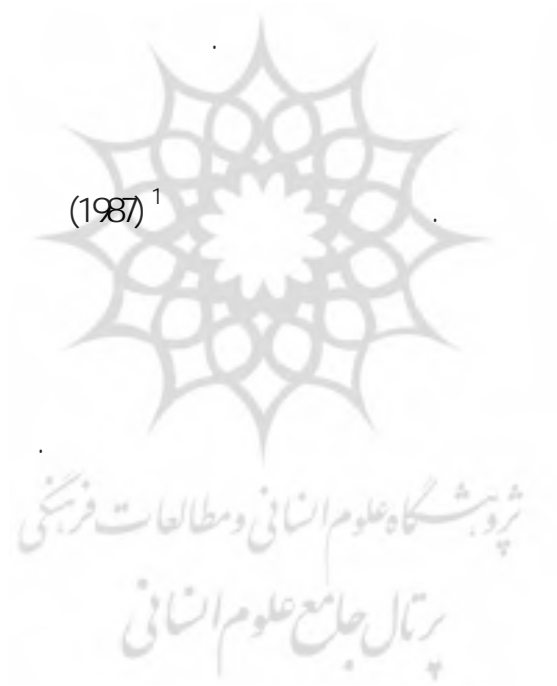 .
(1987) 1 .
.
پژوهشگاه علوم انسانی و مطالعات فرهنگی
پرتال جامع علوم انسانی